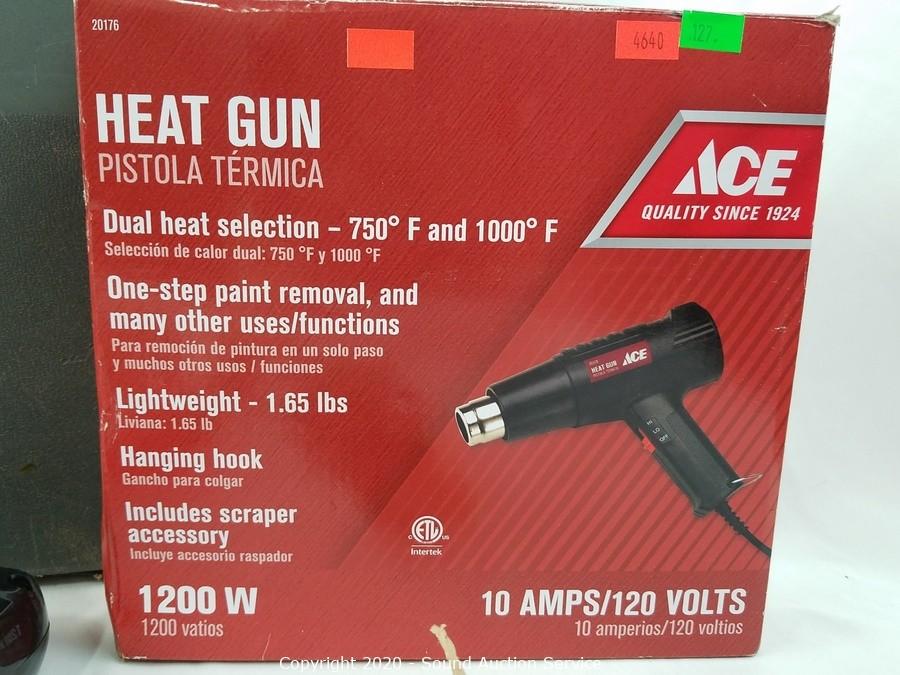 20176
4640
127.
HEAT GUN
PISTOLA TÉRMICA
ACE
QUALITY SINCE 1924
Dual heat selection – 750° F and 1000° F
Selección de calor dual: 750 °F y 1000 °F
One-step paint removal, and
many other uses/functions
Para remoción de pintura en un solo paso
y muchos otros usos / funciones
Lightweight - 1.65 lbs
Liviana: 1.65 lb
Hanging hook
Gancho para colgar
Includes scraper
accessory
Incluye accesorio raspador
HEAT GUN
PISTOLA TÉRMICA
ACE
HI
LO
OFF
C ETL US
Intertek
1200 W
1200 vatios
10 AMPS/120 VOLTS
10 amperios/120 voltios
Copyright 2020 - Sound Auction Service